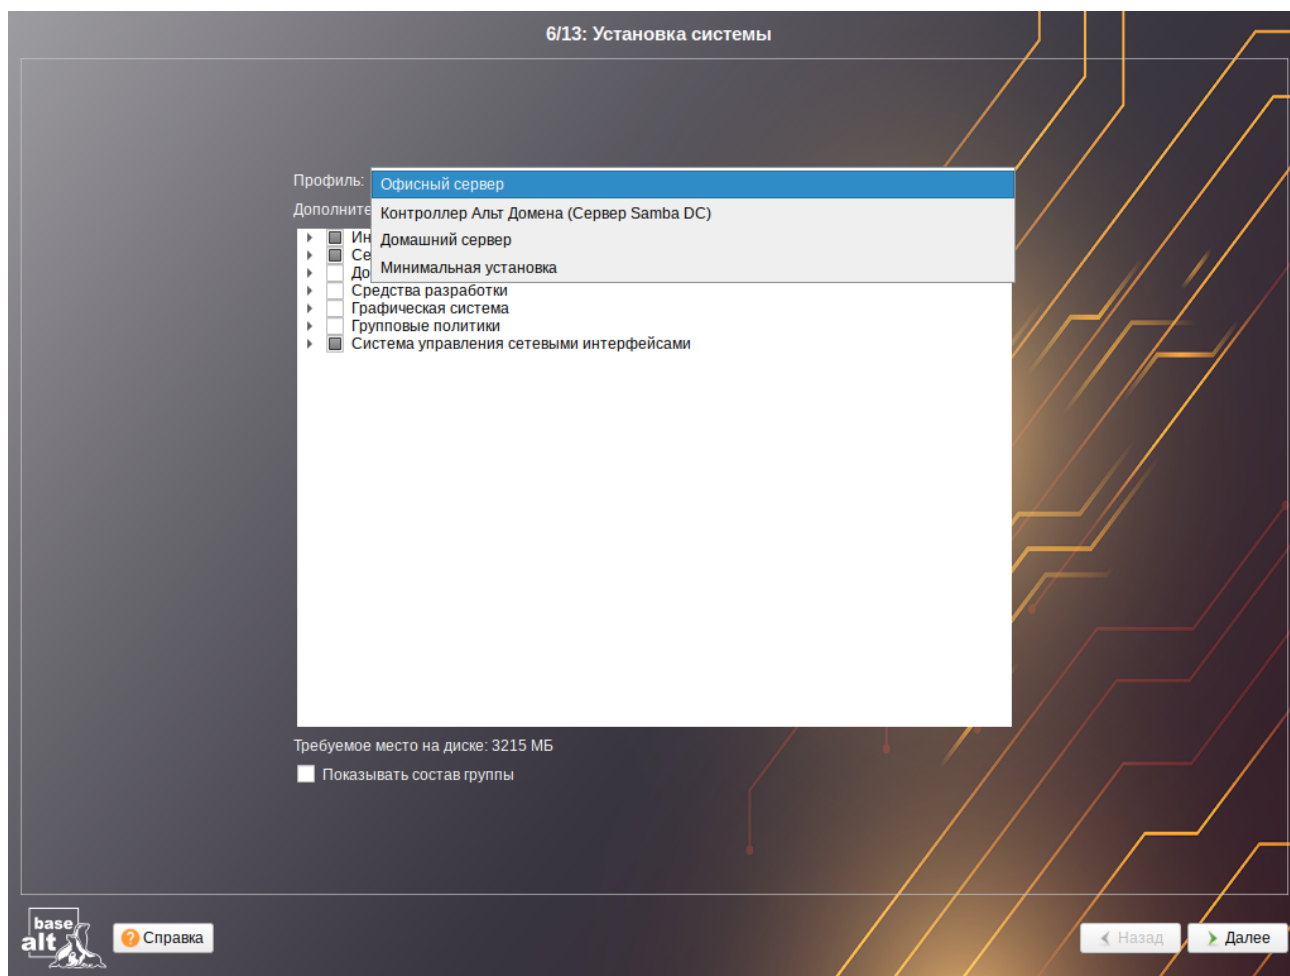 6/13: Установка системы
Профиль:
Офисный сервер
Контроллер Альт Домена (Сервер Samba DC)
Домашний сервер
Минимальная установка
Средства разработки
Графическая система
Групповые политики
Система управления сетевыми интерфейсами
Требуемое место на диске: 3215 МБ
Показывать состав группы
base
alt
Справка
Назад
Далее